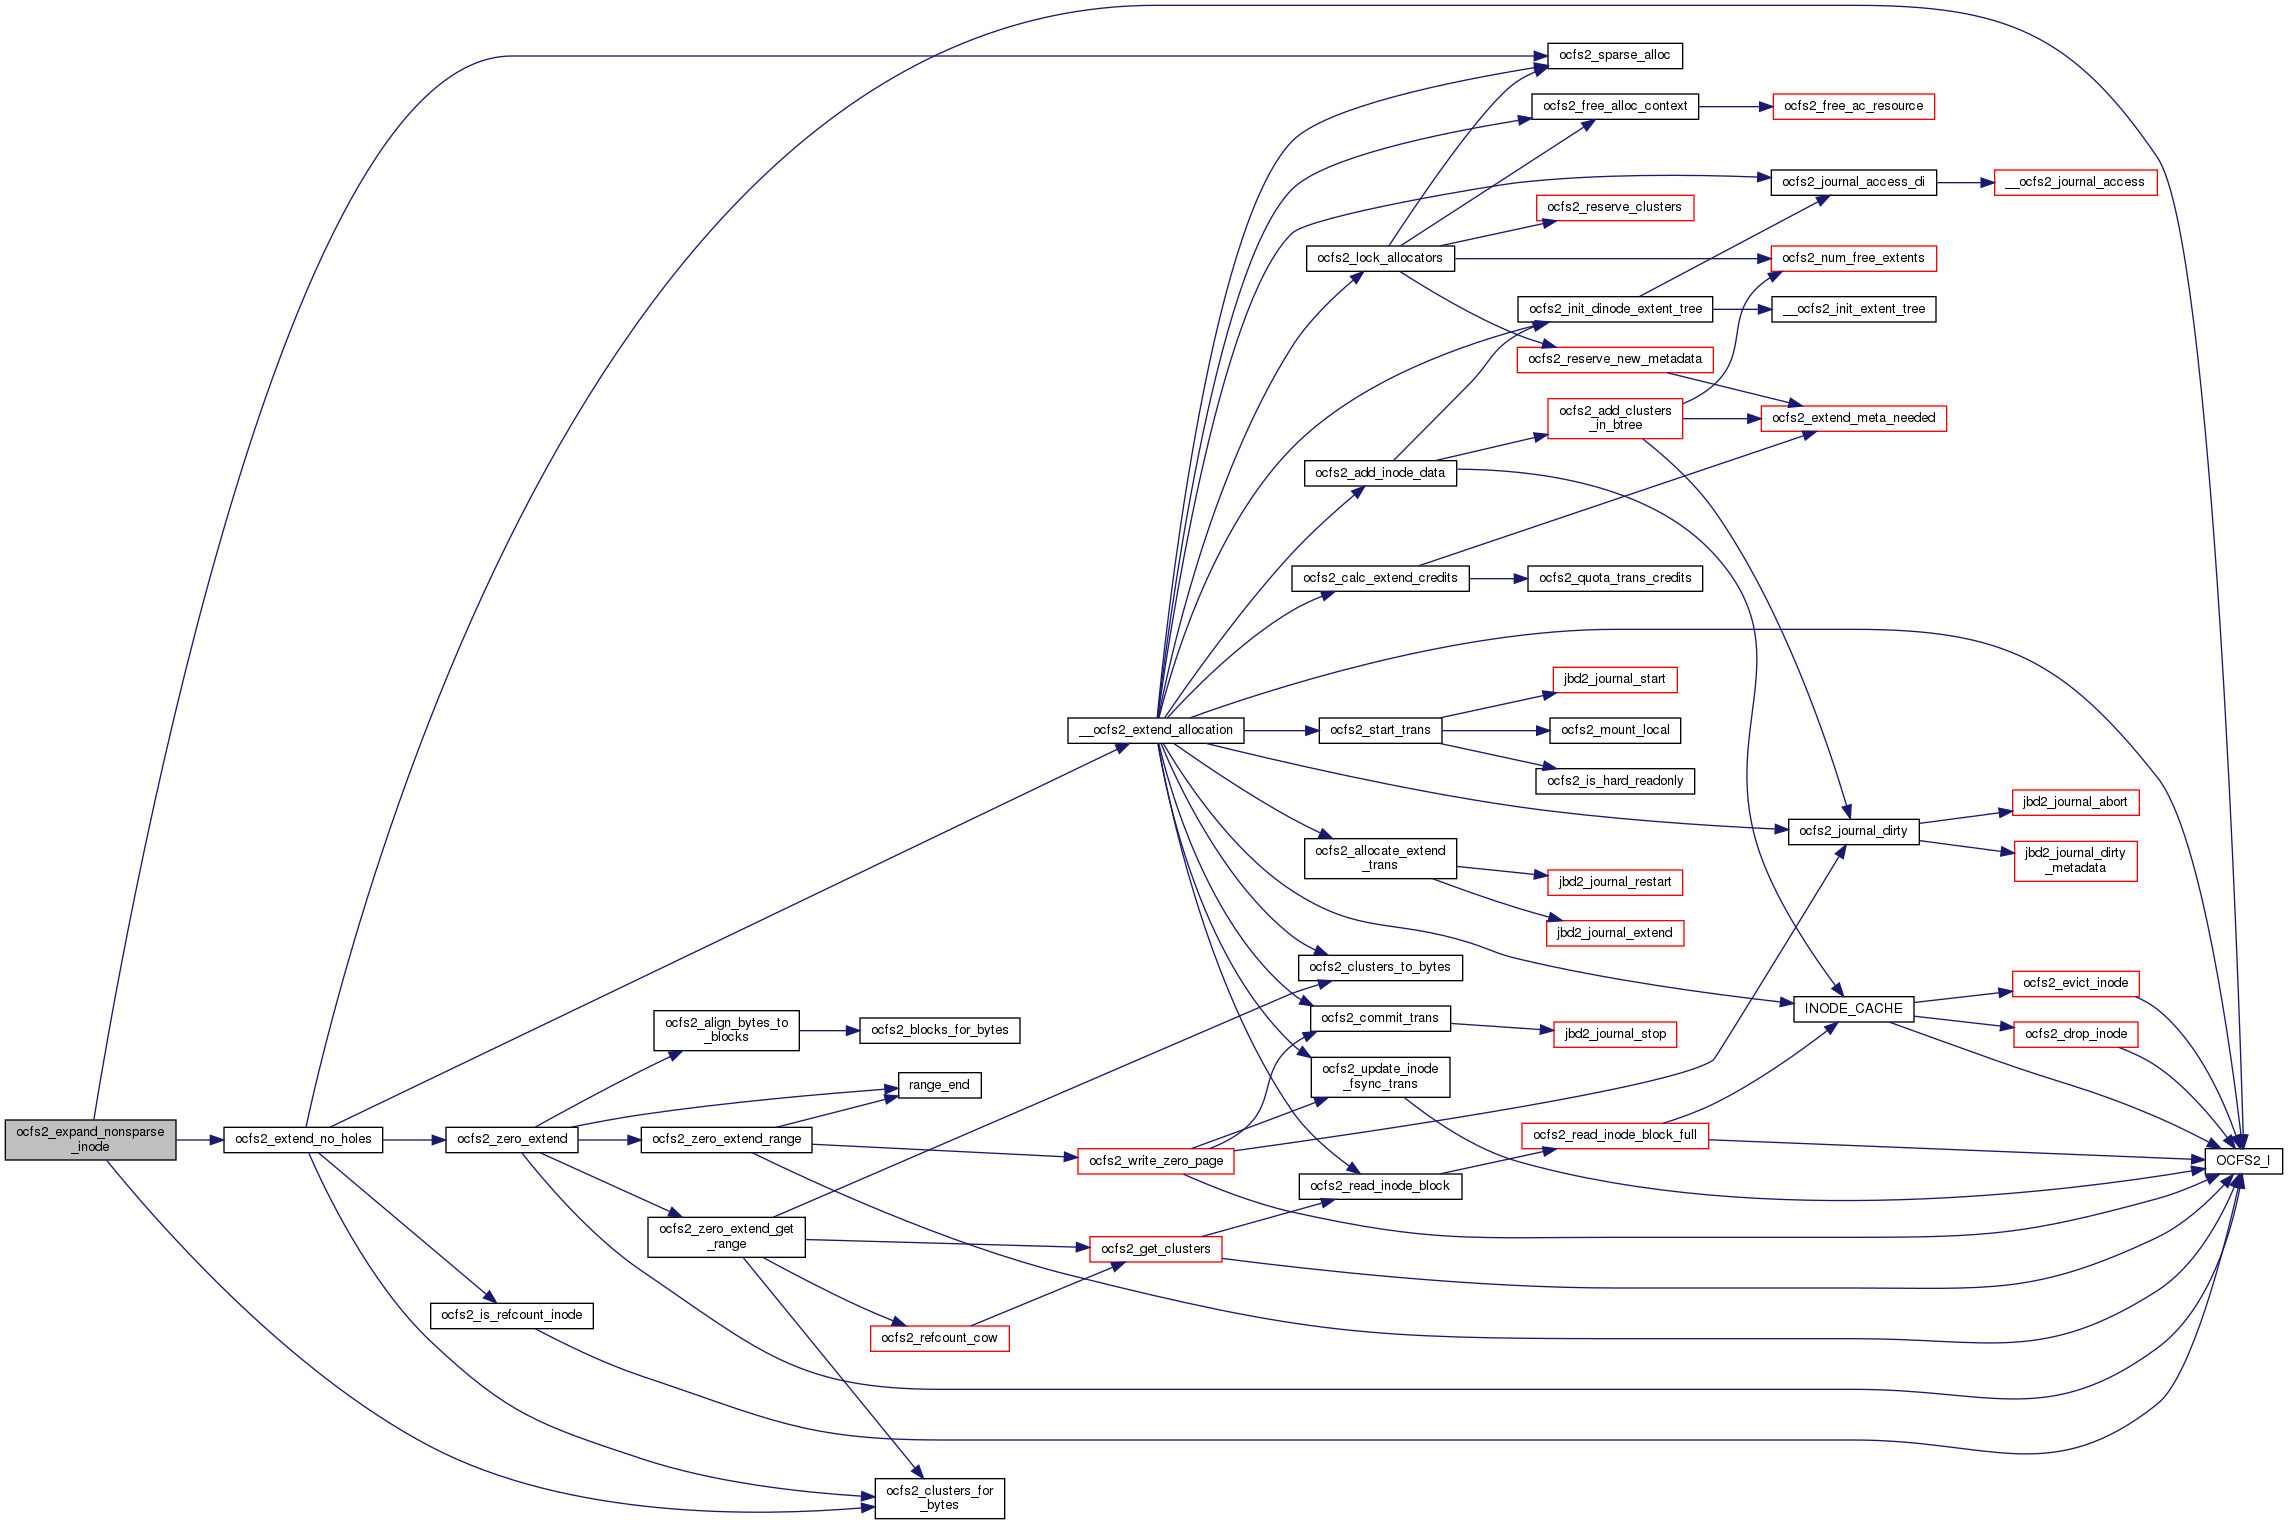 ocfs2_expand_nonsparse
_inode
ocfs2_extend_no_holes
ocfs2_zero_extend
ocfs2_is_refcount_inode
ocfs2_align_bytes_to
_blocks
ocfs2_zero_extend_range
ocfs2_zero_extend_get
_range
ocfs2_blocks_for_bytes
range_end
ocfs2_refcount_cow
ocfs2_clusters_for
_bytes
__ocfs2_extend_allocation
ocfs2_write_zero_page
ocfs2_get_clusters
ocfs2_lock_allocators
ocfs2_add_inode_data
ocfs2_calc_extend_credits
ocfs2_start_trans
ocfs2_allocate_extend
_trans
ocfs2_clusters_to_bytes
ocfs2_commit_trans
ocfs2_update_inode
_fsync_trans
ocfs2_read_inode_block
ocfs2_sparse_alloc
ocfs2_free_alloc_context
ocfs2_reserve_clusters
ocfs2_init_dinode_extent_tree
ocfs2_reserve_new_metadata
ocfs2_add_clusters
_in_btree
ocfs2_quota_trans_credits
jbd2_journal_start
ocfs2_mount_local
ocfs2_is_hard_readonly
jbd2_journal_restart
jbd2_journal_extend
jbd2_journal_stop
ocfs2_read_inode_block_full
ocfs2_free_ac_resource
ocfs2_journal_access_di
ocfs2_num_free_extents
__ocfs2_init_extent_tree
ocfs2_extend_meta_needed
ocfs2_journal_dirty
INODE_CACHE
__ocfs2_journal_access
jbd2_journal_abort
jbd2_journal_dirty
_metadata
ocfs2_evict_inode
ocfs2_drop_inode
OCFS2_I